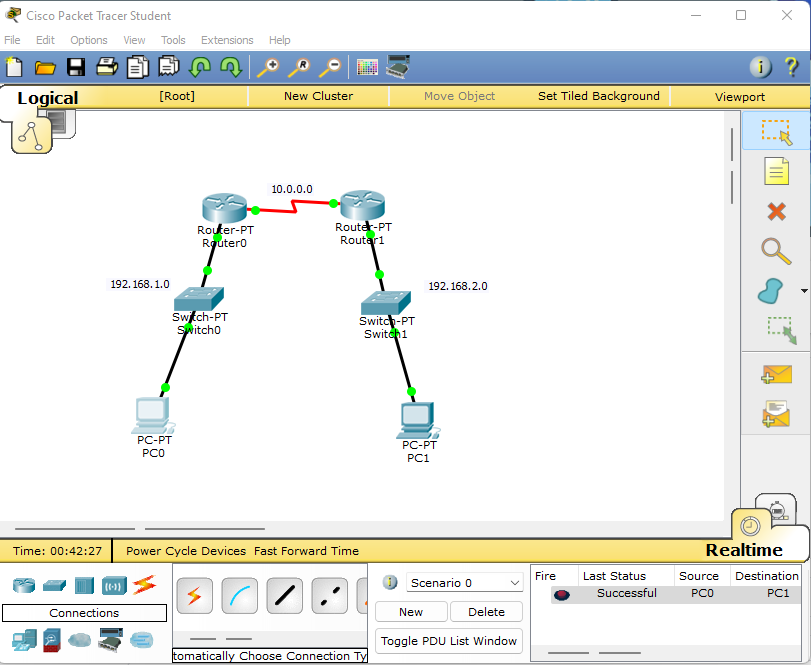 Cisco Packet Tracer Student
File Edit Options View Tools Extensions Help
Logical [Root] New Cluster Move Object Set Tiled Background Viewport
10.0.0.0
Router-PT
Router0
Router-PT
Router1
192.168.1.0
192.168.2.0
Switch-PT
Switch0
Switch-PT
Switch1
PC-PT
PC0
PC-PT
PC1
Time: 00:42:27 Power Cycle Devices Fast Forward Time
Realtime
Connections
utomatically Choose Connection Ty
Scenario 0
New Delete
Toggle PDU List Window
Fire Last Status Source Destination
Successful PC0 PC1